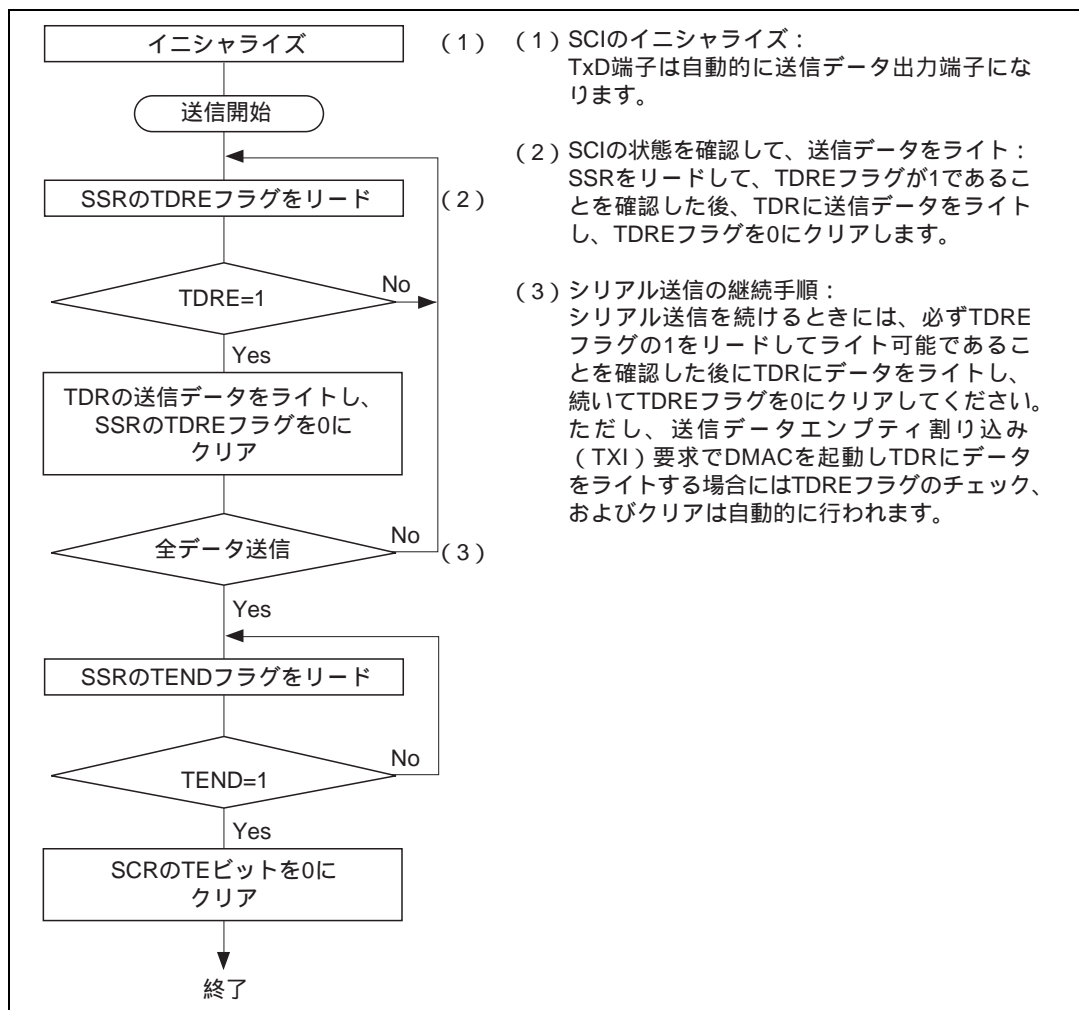 イニシャライズ
(1)
送信開始
SSRのTDREフラグをリード
(2)
TDRE=1
No
Yes
TDRの送信データをライトし、
SSRのTDREフラグを0に
クリア
全データ送信
No
(3)
Yes
SSRのTENDフラグをリード
TEND=1
No
Yes
SCRのTEビットを0に
クリア
終了
(1)SCIのイニシャライズ:
TxD端子は自動的に送信データ出力端子にな
ります。
(2)SCIの状態を確認して、送信データをライト:
SSRをリードして、TDREフラグが1であるこ
とを確認した後、TDRに送信データをライト
し、TDREフラグを0にクリアします。
(3)シリアル送信の継続手順:
シリアル送信を続けるときには、必ずTDRE
フラグの1をリードしてライト可能であるこ
とを確認した後にTDRにデータをライトし、
続いてTDREフラグを0にクリアしてください。
ただし、送信データエンプティ割り込み
(TXI)要求でDMACを起動しTDRにデータ
をライトする場合にはTDREフラグのチェック、
およびクリアは自動的に行われます。